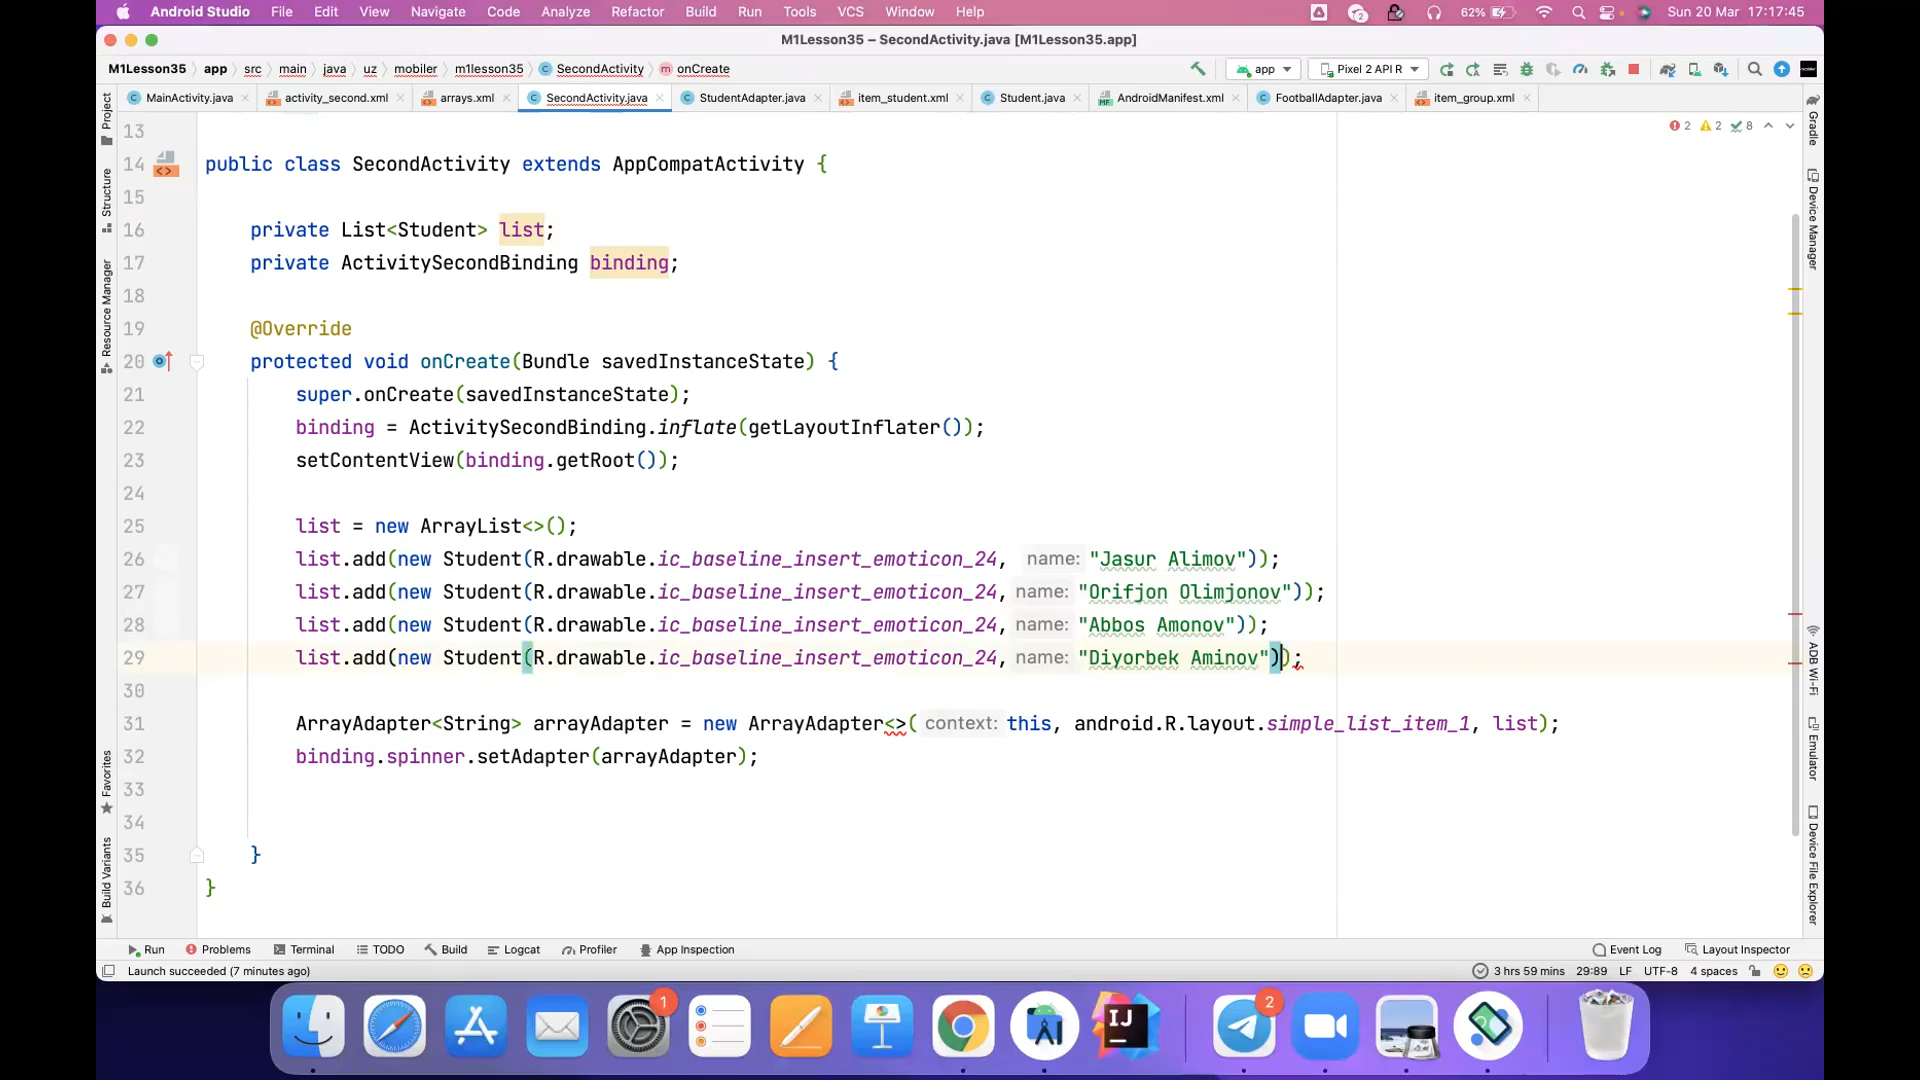 Android Studio File Edit View Navigate Code Analyze Refactor Build Run Tools VCS Window Help 2 62% Sun 20 Mar 17:17:45
M1Lesson35 – SecondActivity.java [M1Lesson35.app]
M1Lesson35 app src main java uz mobiler m1lesson35 SecondActivity onCreate app Pixel 2 API R
MainActivity.java activity_second.xml arrays.xml SecondActivity.java StudentAdapter.java item_student.xml Student.java AndroidManifest.xml FootballAdapter.java item_group.xml
Project
Structure
Resource Manager
Favorites
Build Variants
2 2 8
13
14 public class SecondActivity extends AppCompatActivity {
15
16 private List<Student> list;
17 private ActivitySecondBinding binding;
18
19 @Override
20 protected void onCreate(Bundle savedInstanceState) {
21 super.onCreate(savedInstanceState);
22 binding = ActivitySecondBinding.inflate(getLayoutInflater());
23 setContentView(binding.getRoot());
24
25 list = new ArrayList<>();
26 list.add(new Student(R.drawable.ic_baseline_insert_emoticon_24, name: "Jasur Alimov"));
27 list.add(new Student(R.drawable.ic_baseline_insert_emoticon_24, name: "Orifjon Olimjonov"));
28 list.add(new Student(R.drawable.ic_baseline_insert_emoticon_24, name: "Abbos Amonov"));
29 list.add(new Student(R.drawable.ic_baseline_insert_emoticon_24, name: "Diyorbek Aminov"));
30
31 ArrayAdapter<String> arrayAdapter = new ArrayAdapter<>( context: this, android.R.layout.simple_list_item_1, list);
32 binding.spinner.setAdapter(arrayAdapter);
33
34
35 }
36 }
Gradle
Device Manager
ADB Wi-Fi
Emulator
Device File Explorer
Run Problems Terminal TODO Build Logcat Profiler App Inspection Event Log Layout Inspector
Launch succeeded (7 minutes ago) 3 hrs 59 mins 29:89 LF UTF-8 4 spaces
1
IJ
2